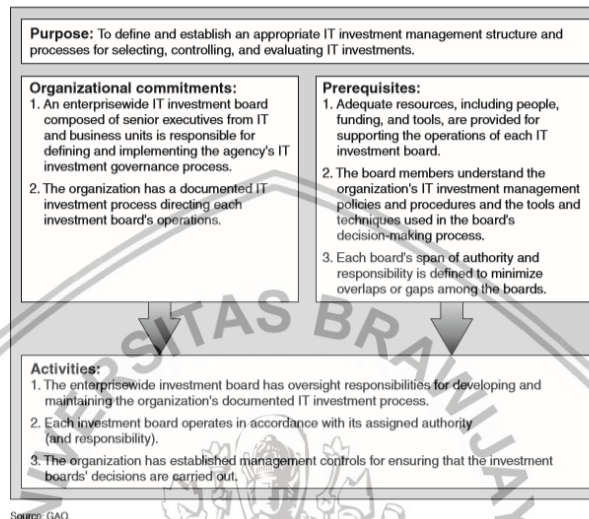 Purpose: To define and establish an appropriate IT investment management structure and
processes for selecting, controlling, and evaluating IT investments.
Organizational commitments:
1. An enterprisewide IT investment board
composed of senior executives from IT
and business units is responsible for
defining and implementing the agency's IT
investment governance process.
2. The organization has a documented IT
investment process directing each
investment board's operations.
Prerequisites:
1. Adequate resources, including people,
funding, and tools, are provided for
supporting the operations of each IT
investment board.
2. The board members understand the
organization's IT investment management
policies and procedures and the tools and
techniques used in the board's
decision-making process.
3. Each board's span of authority and
responsibility is defined to minimize
overlaps or gaps among the boards.
Activities:
1. The enterprisewide investment board has oversight responsibilities for developing and
maintaining the organization's documented IT investment process.
2. Each investment board operates in accordance with its assigned authority
(and responsibility).
3. The organization has established management controls for ensuring that the investment
boards' decisions are carried out.
Source: GAO.